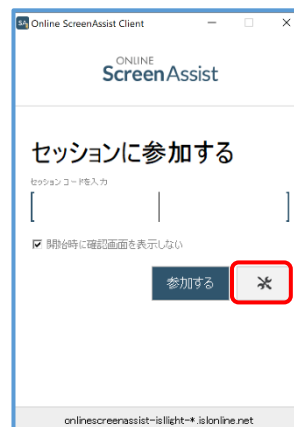 SA Online ScreenAssist Client
ONLINE
ScreenAssist
セッションに参加する
セッションコードを入力
開始時に確認画面を表示しない
参加する
onlinescreenassist-isllight-*.islonline.net